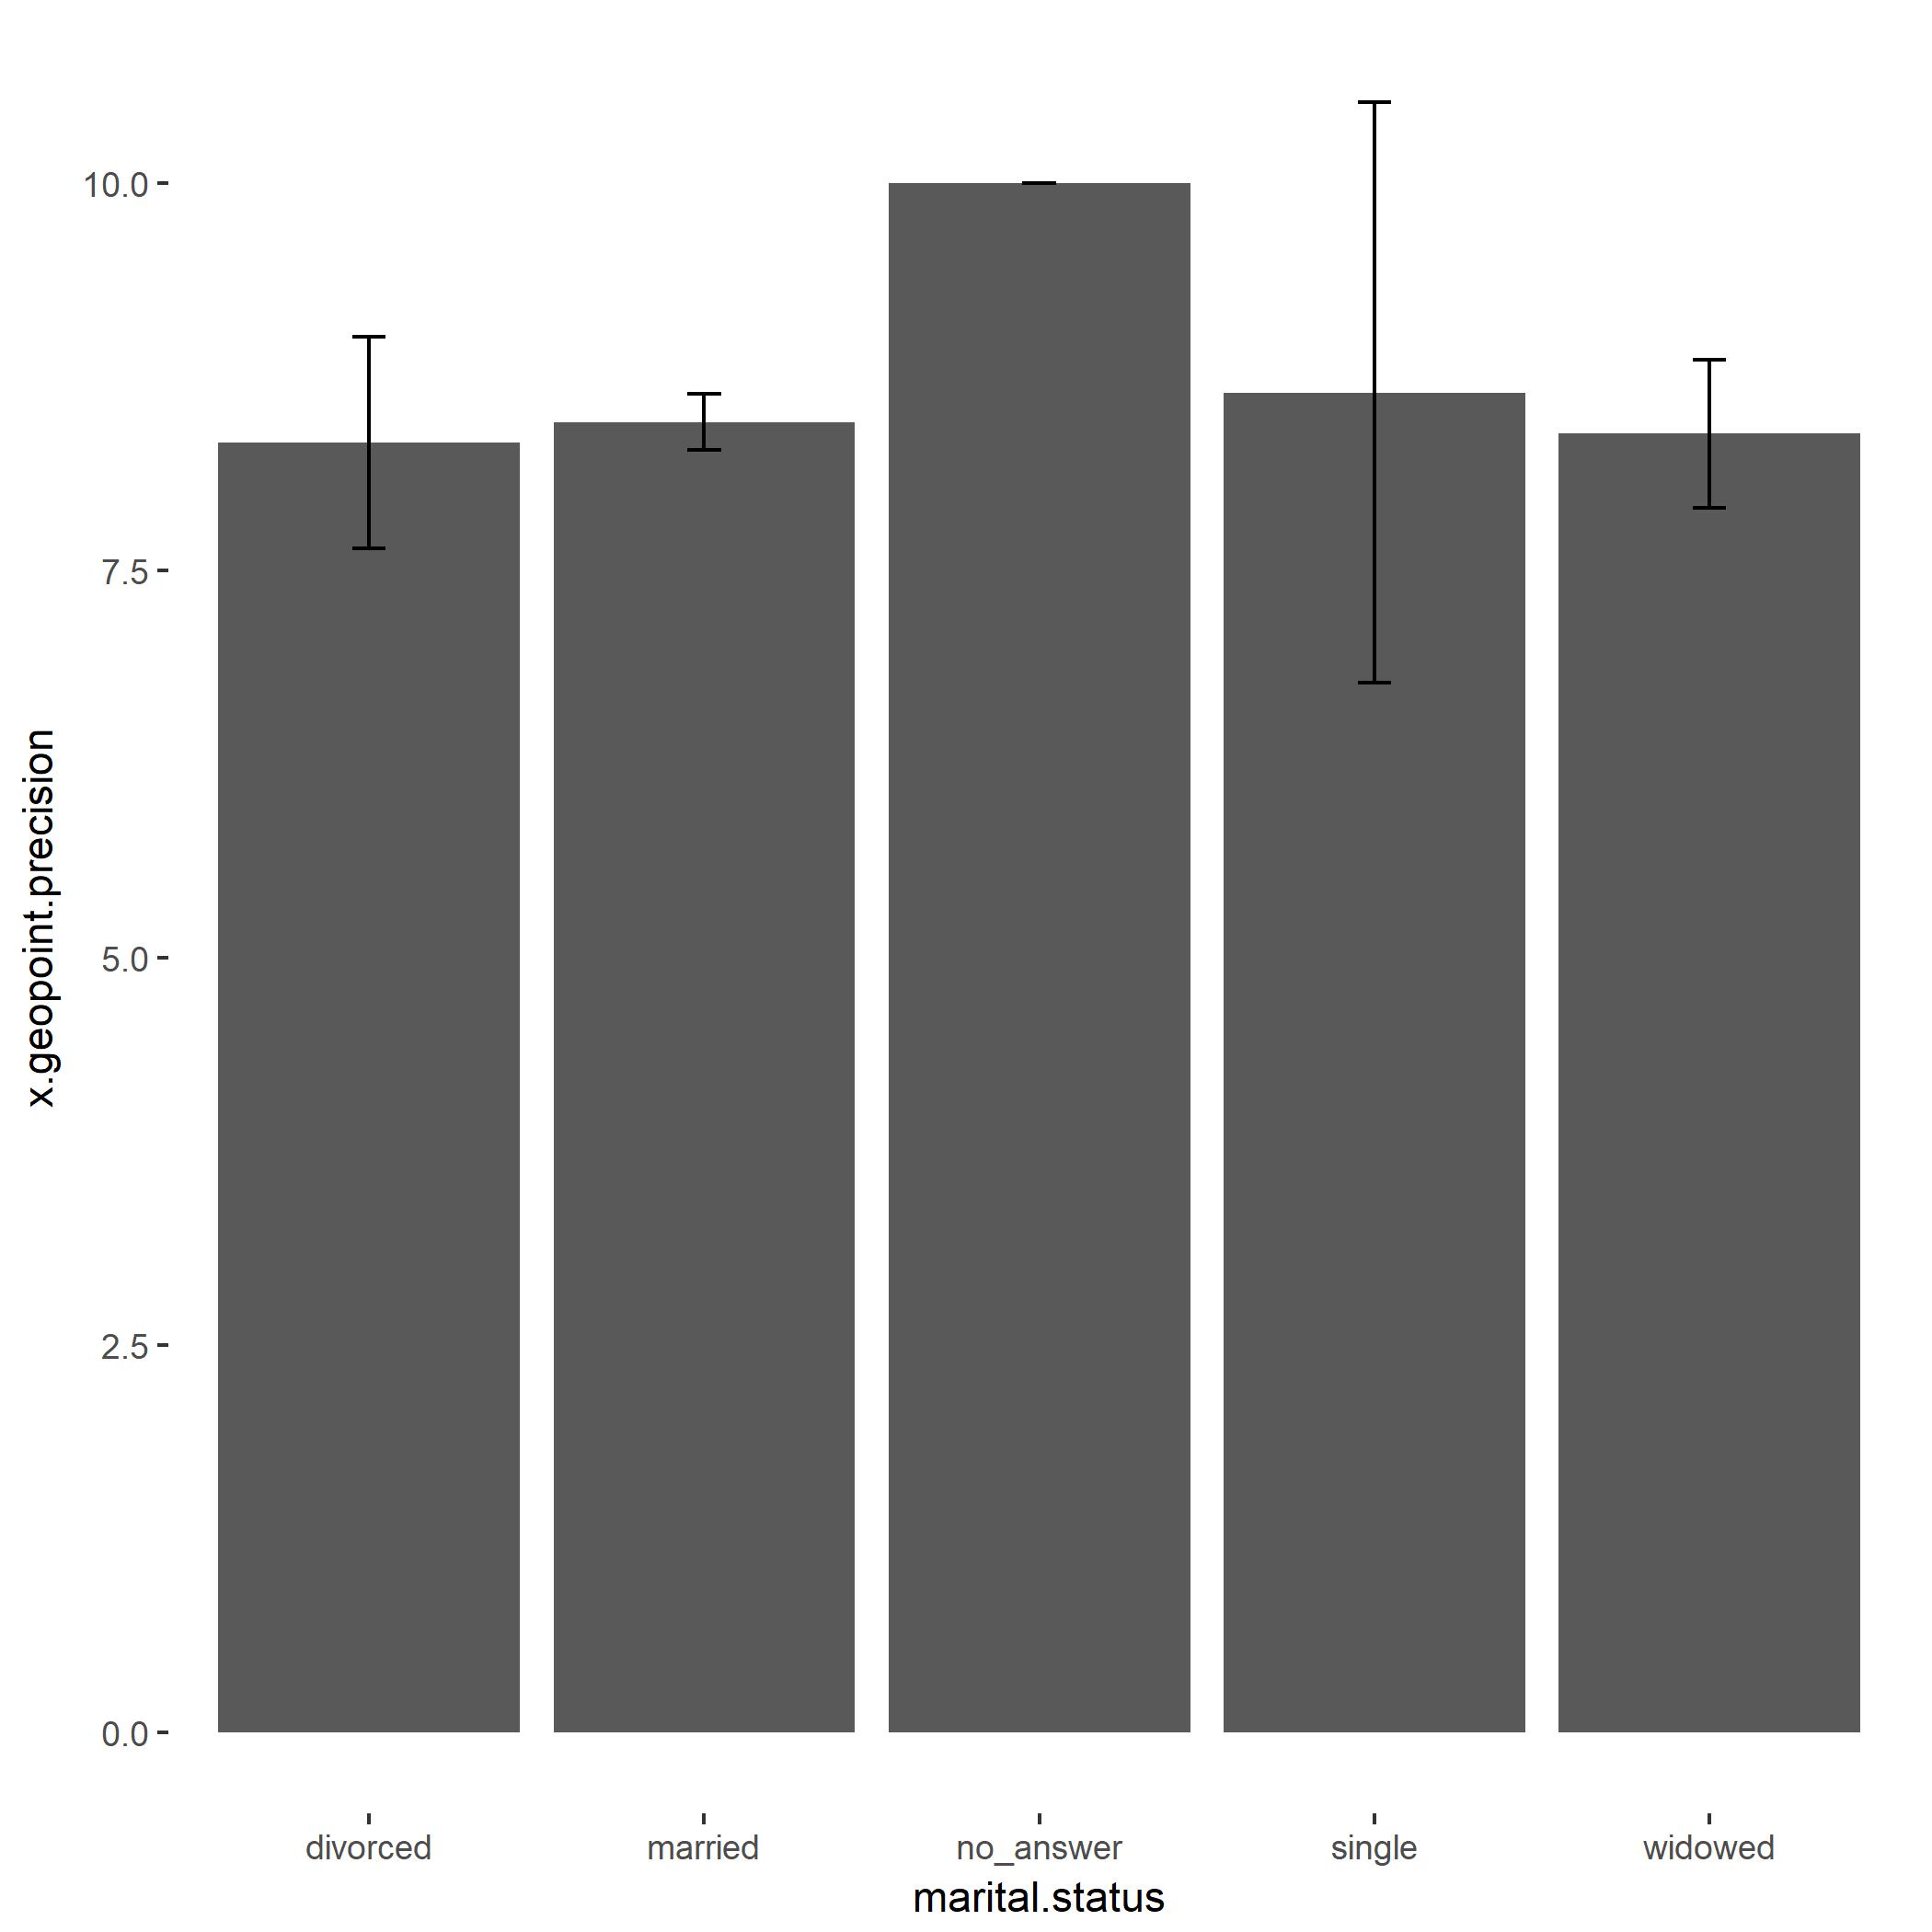 x.geopoint.precision
10.0
7.5
5.0
2.5
0.0
divorced married no_answer single widowed
marital.status